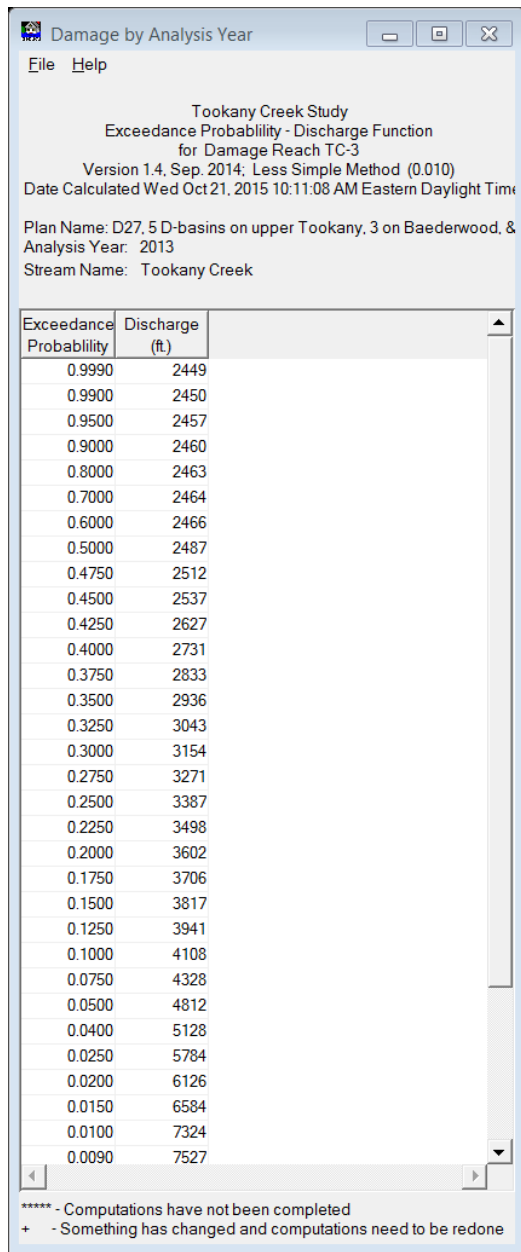 Damage by Analysis Year
File Help
Tookany Creek Study
Exceedance Probablility - Discharge Function
for Damage Reach TC-3
Version 1.4, Sep. 2014; Less Simple Method (0.010)
Date Calculated Wed Oct 21, 2015 10:11:08 AM Eastern Daylight Time
Plan Name: D27, 5 D-basins on upper Tookany, 3 on Baederwood, &
Analysis Year: 2013
Stream Name: Tookany Creek
Exceedance Discharge
Probablility (ft.)
0.9990 2449
0.9900 2450
0.9500 2457
0.9000 2460
0.8000 2463
0.7000 2464
0.6000 2466
0.5000 2487
0.4750 2512
0.4500 2537
0.4250 2627
0.4000 2731
0.3750 2833
0.3500 2936
0.3250 3043
0.3000 3154
0.2750 3271
0.2500 3387
0.2250 3498
0.2000 3602
0.1750 3706
0.1500 3817
0.1250 3941
0.1000 4108
0.0750 4328
0.0500 4812
0.0400 5128
0.0250 5784
0.0200 6126
0.0150 6584
0.0100 7324
0.0090 7527
***** - Computations have not been completed
+ - Something has changed and computations need to be redone